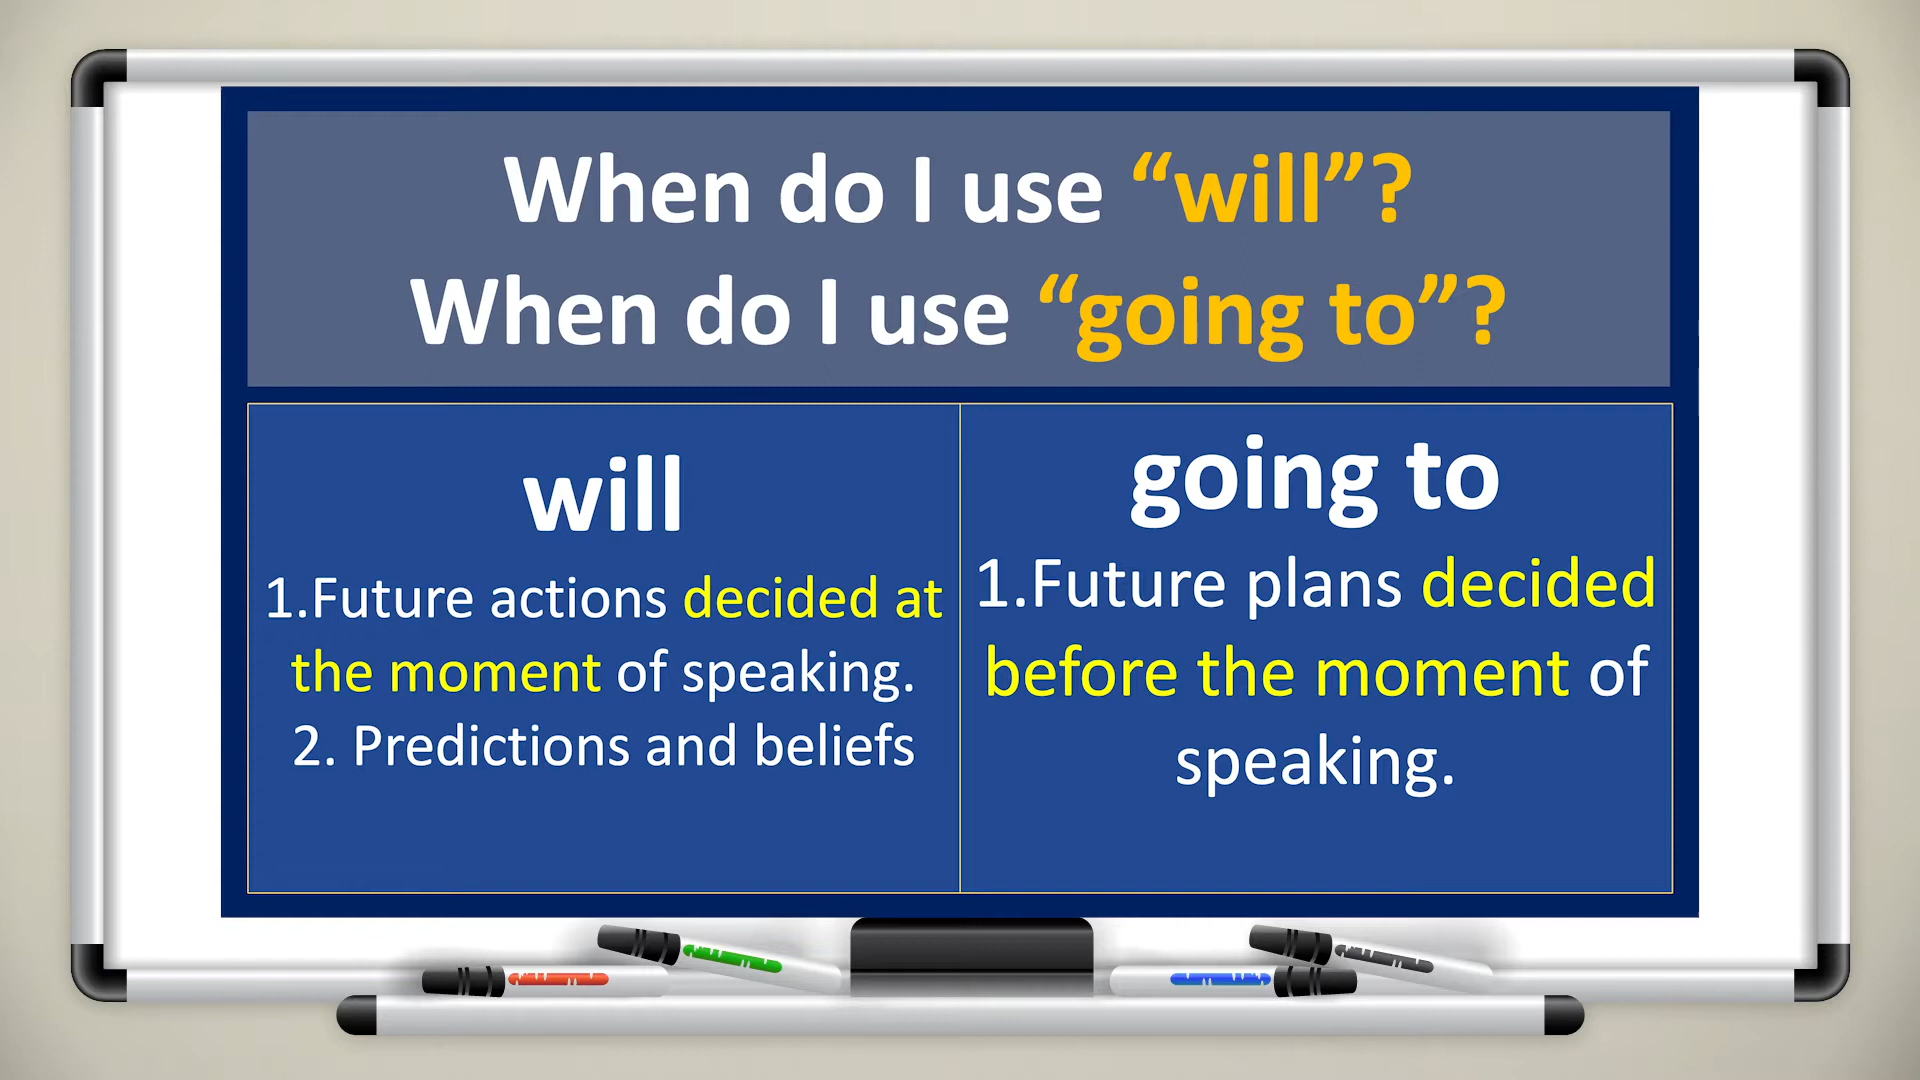 When do I use “will”?
When do I use “going to”?
will
1.Future actions decided at
the moment of speaking.
2. Predictions and beliefs
going to
1.Future plans decided
before the moment of
speaking.